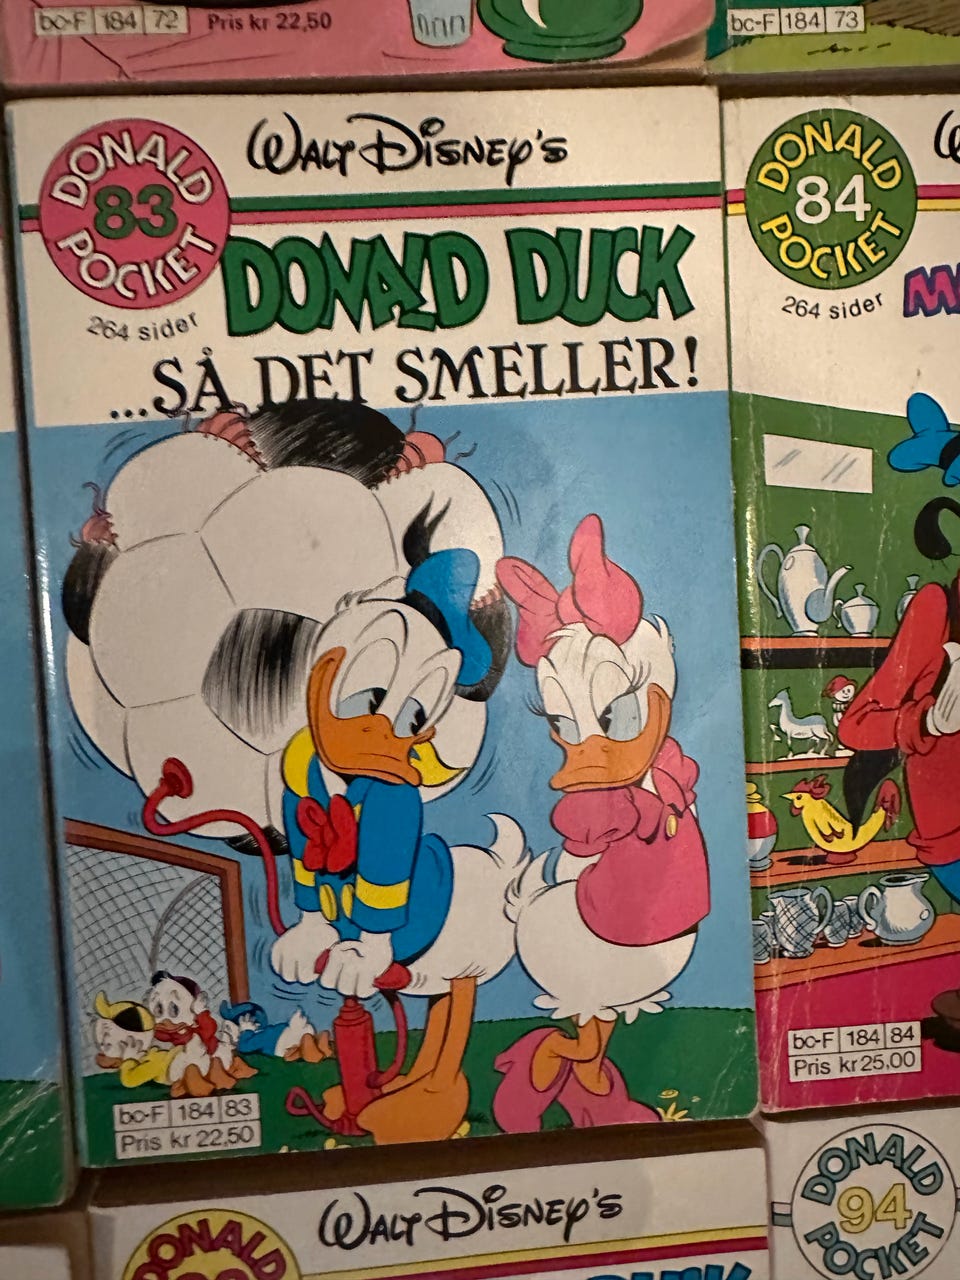 bc-F 184 72 Pris kr 22,50
bc-F 184 73
DONALD POCKET
83
264 sider
WALT DISNEY'S
DONALD DUCK
...SÅ DET SMELLER!
bc-F 184 83
Pris kr 22,50
DONALD POCKET
84
264 sider
bc-F 184 84
Pris kr 25,00
DONALD
WALT DISNEY'S
DONALD POCKET
94